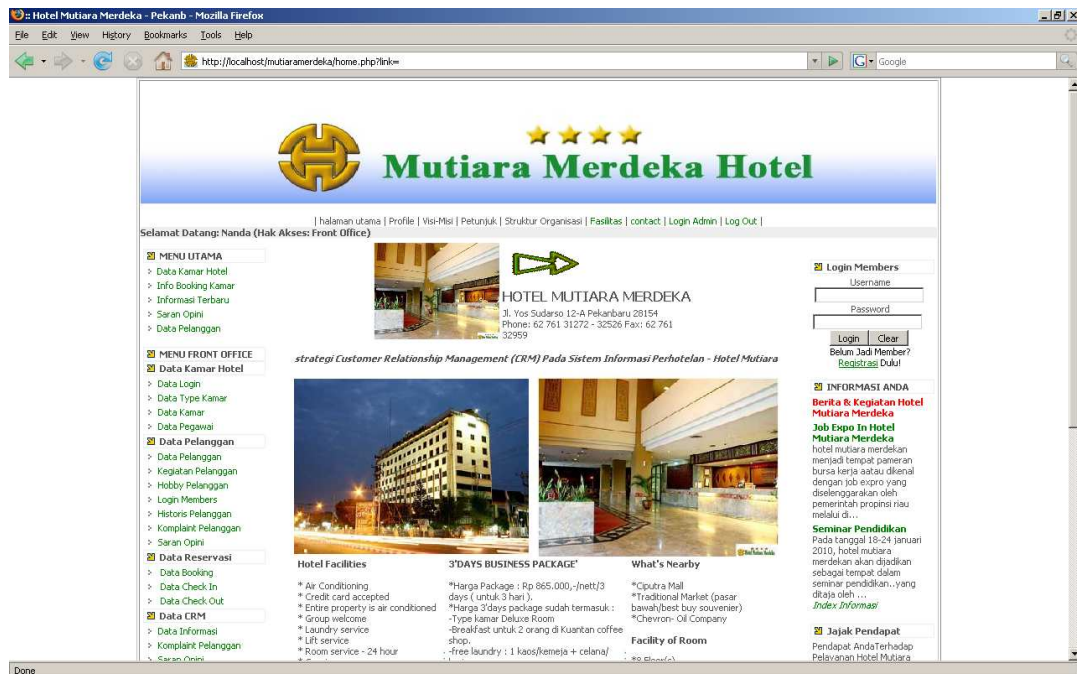 :: Hotel Mutiara Merdeka - Pekanb - Mozilla Firefox
File Edit View History Bookmarks Tools Help
http://localhost/mutiaramerdeka/home.php?link=
Google
Mutiara Merdeka Hotel
| halaman utama | Profile | Visi-Misi | Petunjuk | Struktur Organisasi | Fasilitas | contact | Login Admin | Log Out |
Selamat Datang: Nanda (Hak Akses: Front Office)
MENU UTAMA
Data Kamar Hotel
Info Booking Kamar
Informasi Terbaru
Saran Opini
Data Pelanggan
MENU FRONT OFFICE
Data Kamar Hotel
Data Login
Data Type Kamar
Data Kamar
Data Pegawai
Data Pelanggan
Data Pelanggan
Kegiatan Pelanggan
Hobby Pelanggan
Login Members
Historis Pelanggan
Komplaint Pelanggan
Saran Opini
Data Reservasi
Data Booking
Data Check In
Data Check Out
Data CRM
Data Informasi
Komplaint Pelanggan
Saran Opini
HOTEL MUTIARA MERDEKA
Jl. Yos Sudarso 12-A Pekanbaru 28154
Phone: 62 761 31272 - 32526 Fax: 62 761
32959
strategi Customer Relationship Management (CRM) Pada Sistem Informasi Perhotelan - Hotel Mutiara
Hotel Facilities
* Air Conditioning
* Credit card accepted
* Entire property is air conditioned
* Group welcome
* Laundry service
* Lift service
* Room service - 24 hour
3'DAYS BUSINESS PACKAGE'
*Harga Package : Rp 865.000,-/nett/3
days ( untuk 3 hari ).
*Harga 3'days package sudah termasuk :
-Type kamar Deluxe Room
-Breakfast untuk 2 orang di Kuantan coffee
shop.
-free laundry : 1 kaos/kemeja + celana/
What's Nearby
*Ciputra Mall
*Traditional Market (pasar
bawah/best buy souvenier)
*Chevron- Oil Company
Facility of Room
*8 Floor(s)
Login Members
Username
Password
Login Clear
Belum Jadi Member?
Registrasi Dulu!
INFORMASI ANDA
Berita & Kegiatan Hotel
Mutiara Merdeka
Job Expo In Hotel
Mutiara Merdeka
hotel mutiara merdekan
menjadi tempat pameran
bursa kerja aatau dikenal
dengan job expro yang
diselenggarakan oleh
pemerintah propinsi riau
melalui di...
Seminar Pendidikan
Pada tanggal 18-24 januari
2010, hotel mutiara
merdekan akan dijadikan
sebagai tempat dalam
seminar pendidikan..yang
ditaja oleh ...
Index Informasi
Jajak Pendapat
Pendapat AndaTerhadap
Pelayanan Hotel Mutiara
Done